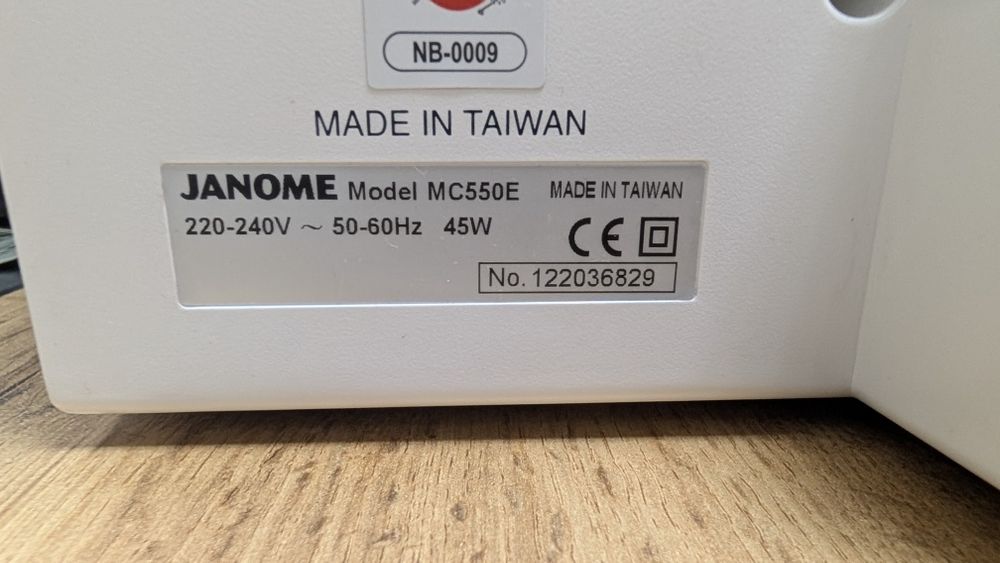 NB-0009
MADE IN TAIWAN
JANOME Model MC550E MADE IN TAIWAN
220-240V ~ 50-60Hz 45W CE
No. 122036829